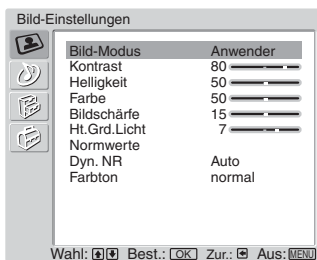 Bild-Einstellungen
Bild-Modus Anwender
Kontrast 80
Helligkeit 50
Farbe 50
Bildschärfe 15
Ht.Grd.Licht 7
Normwerte
Dyn. NR Auto
Farbton normal
Wahl: Best.: OK Zur.: Aus: MENU